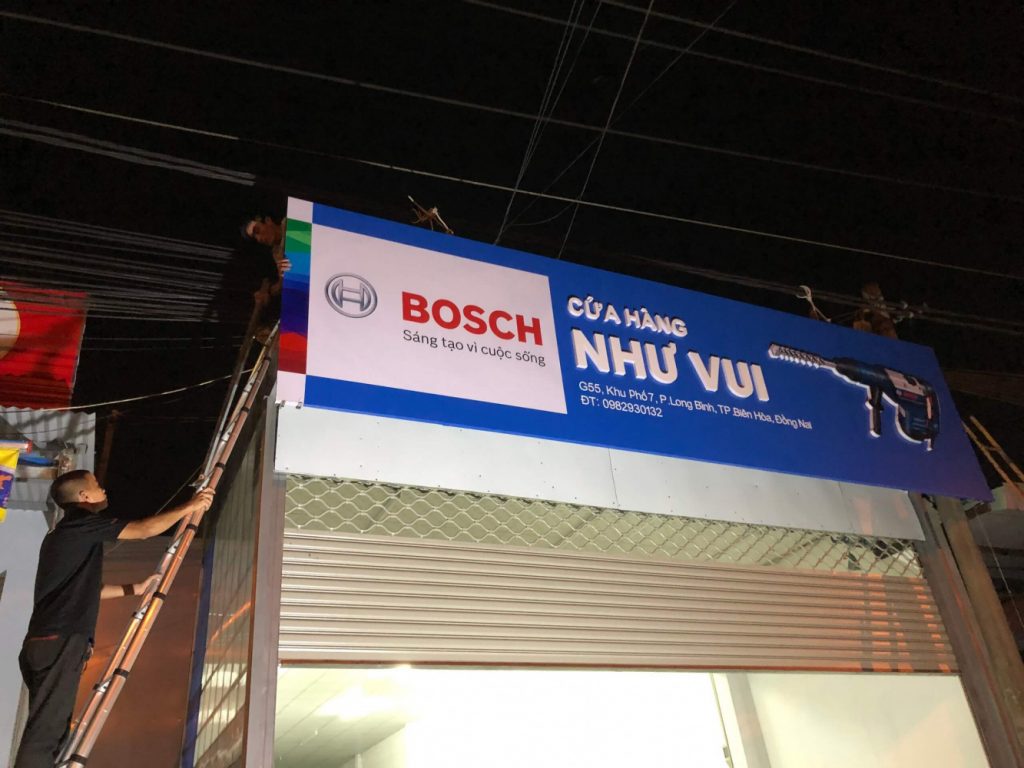 BOSCH
Sáng tạo vì cuộc sống
CỬA HÀNG
NHƯ VUI
G55, Khu Phố 7, P.Long Bình, TP Biên Hòa, Đồng Nai
ĐT: 0982930132